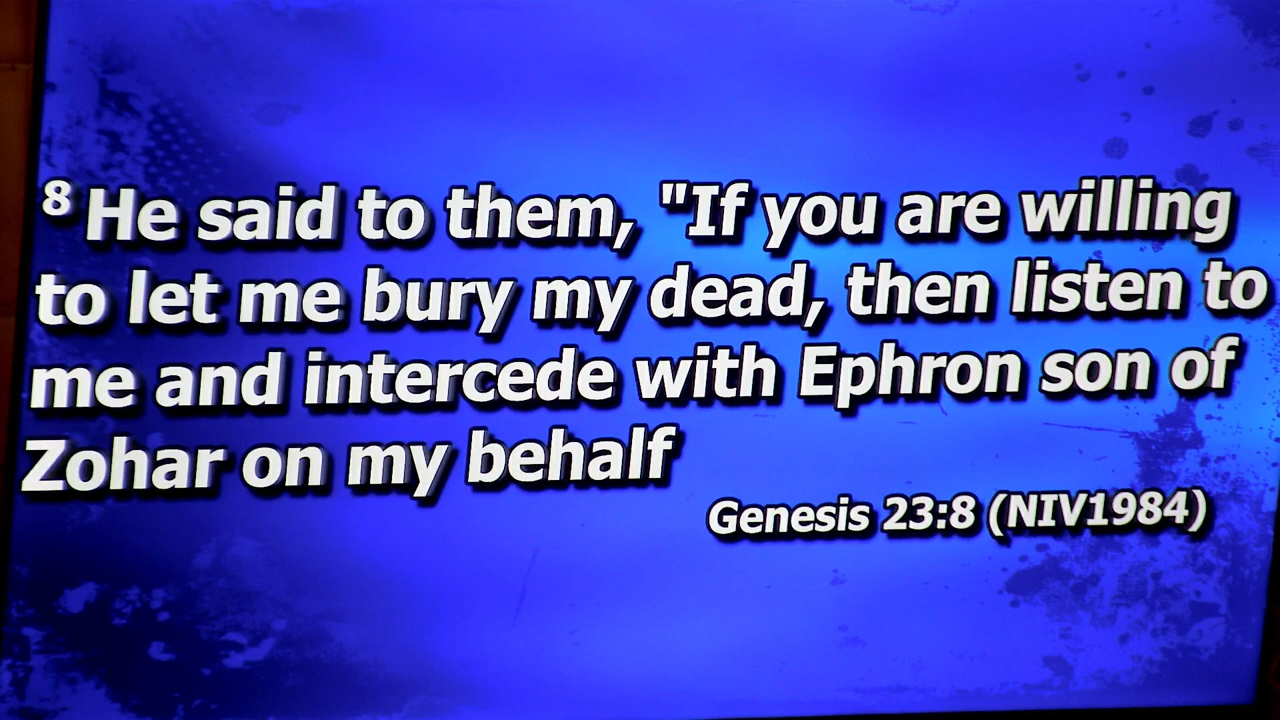 8 He said to them, "If you are willing
to let me bury my dead, then listen to
me and intercede with Ephron son of
Zohar on my behalf
Genesis 23:8 (NIV1984)